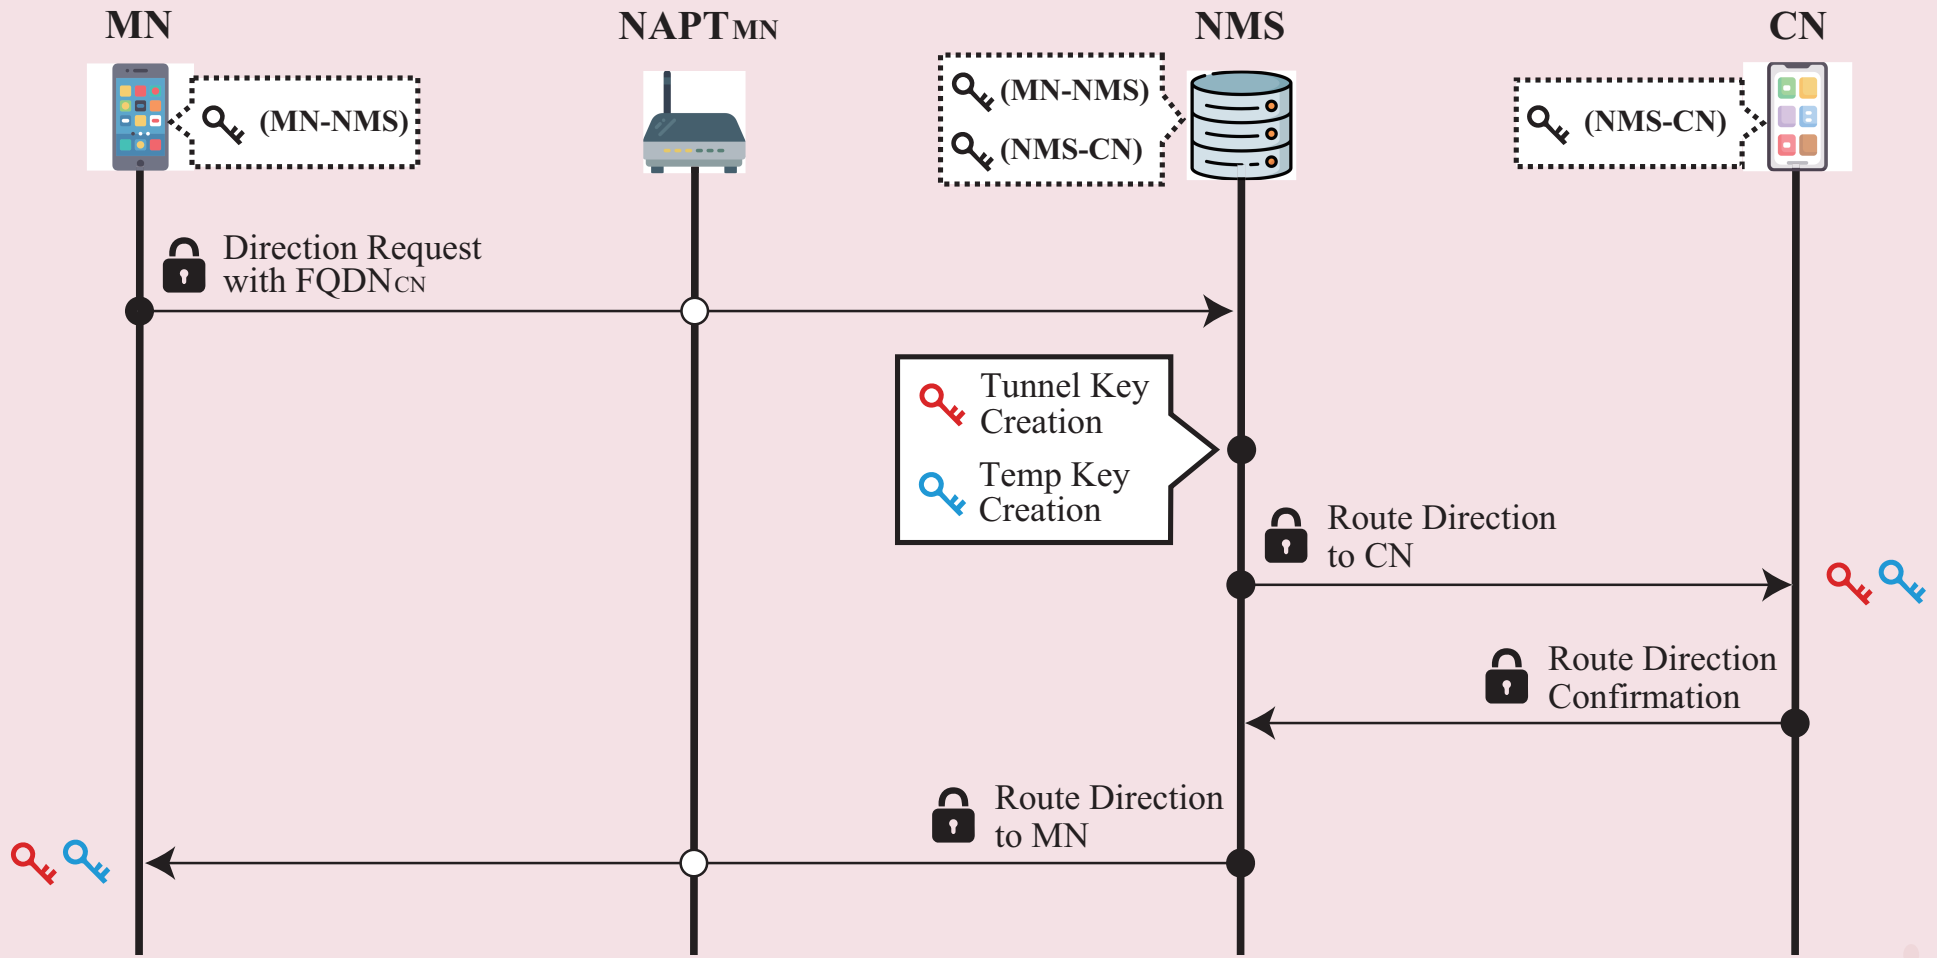 MN
NAPTMN
NMS
CN
(MN-NMS)
(MN-NMS)
(NMS-CN)
(NMS-CN)
Direction Request
with FQDNCN
Tunnel Key
Creation
Temp Key
Creation
Route Direction
to CN
Route Direction
Confirmation
Route Direction
to MN